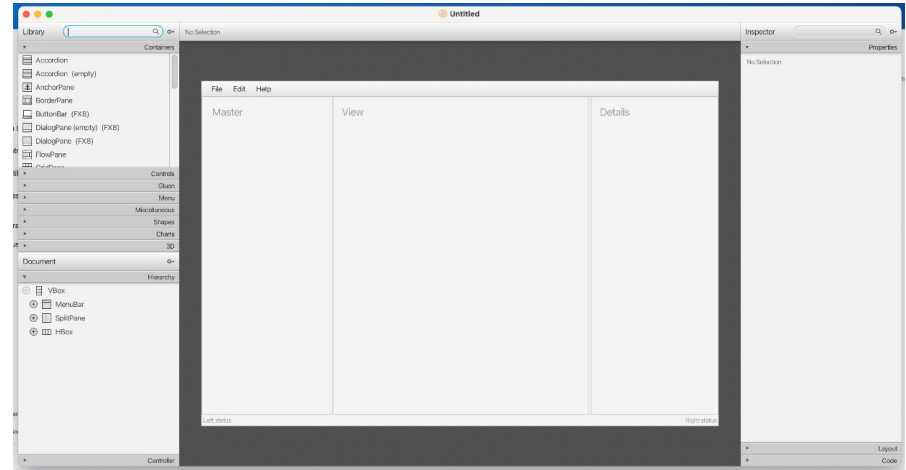 Untitled
Library
No Selection
Inspector
Containers
Properties
Accordion
Accordion (empty)
AnchorPane
BorderPane
ButtonBar (FX8)
DialogPane (empty) (FX8)
DialogPane (FX8)
FlowPane
GridPane
Controls
Gluon
Menu
Miscellaneous
Shapes
Charts
3D
Document
Hierarchy
VBox
MenuBar
SplitPane
HBox
Controller
File Edit Help
Master
View
Details
Left status
Right status
No Selection
Layout
Code